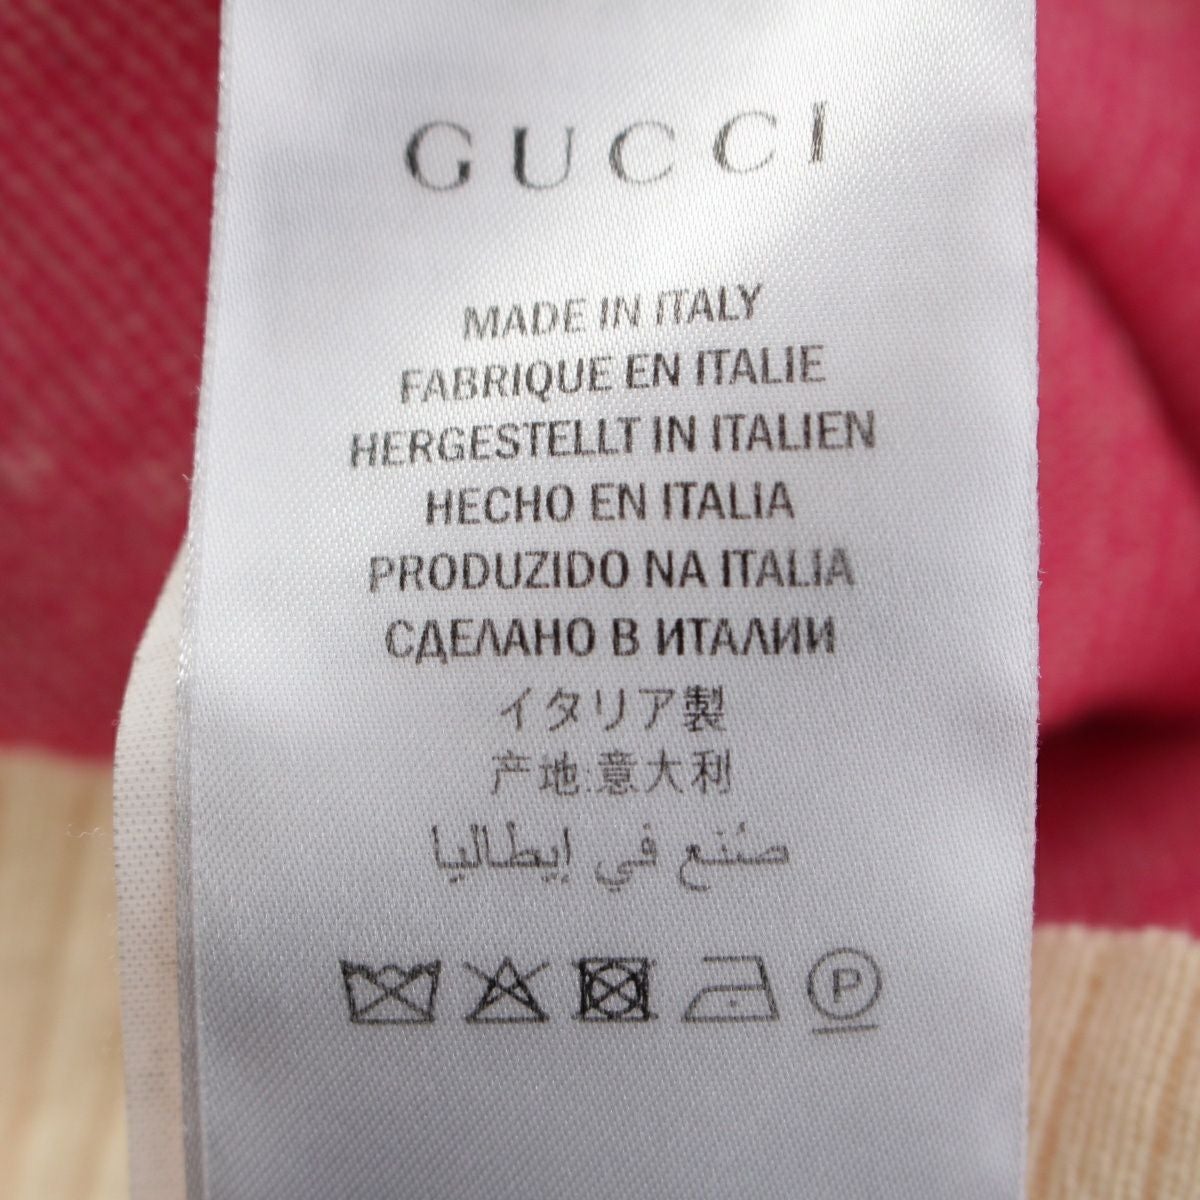 GUCCI
MADE IN ITALY
FABRIQUE EN ITALIE
HERGESTELLT IN ITALIEN
HECHO EN ITALIA
PRODUZIDO NA ITALIA
СДЕЛАНО В ИТАЛИИ
イタリア製
产地:意大利
صُنع في إيطاليا
P